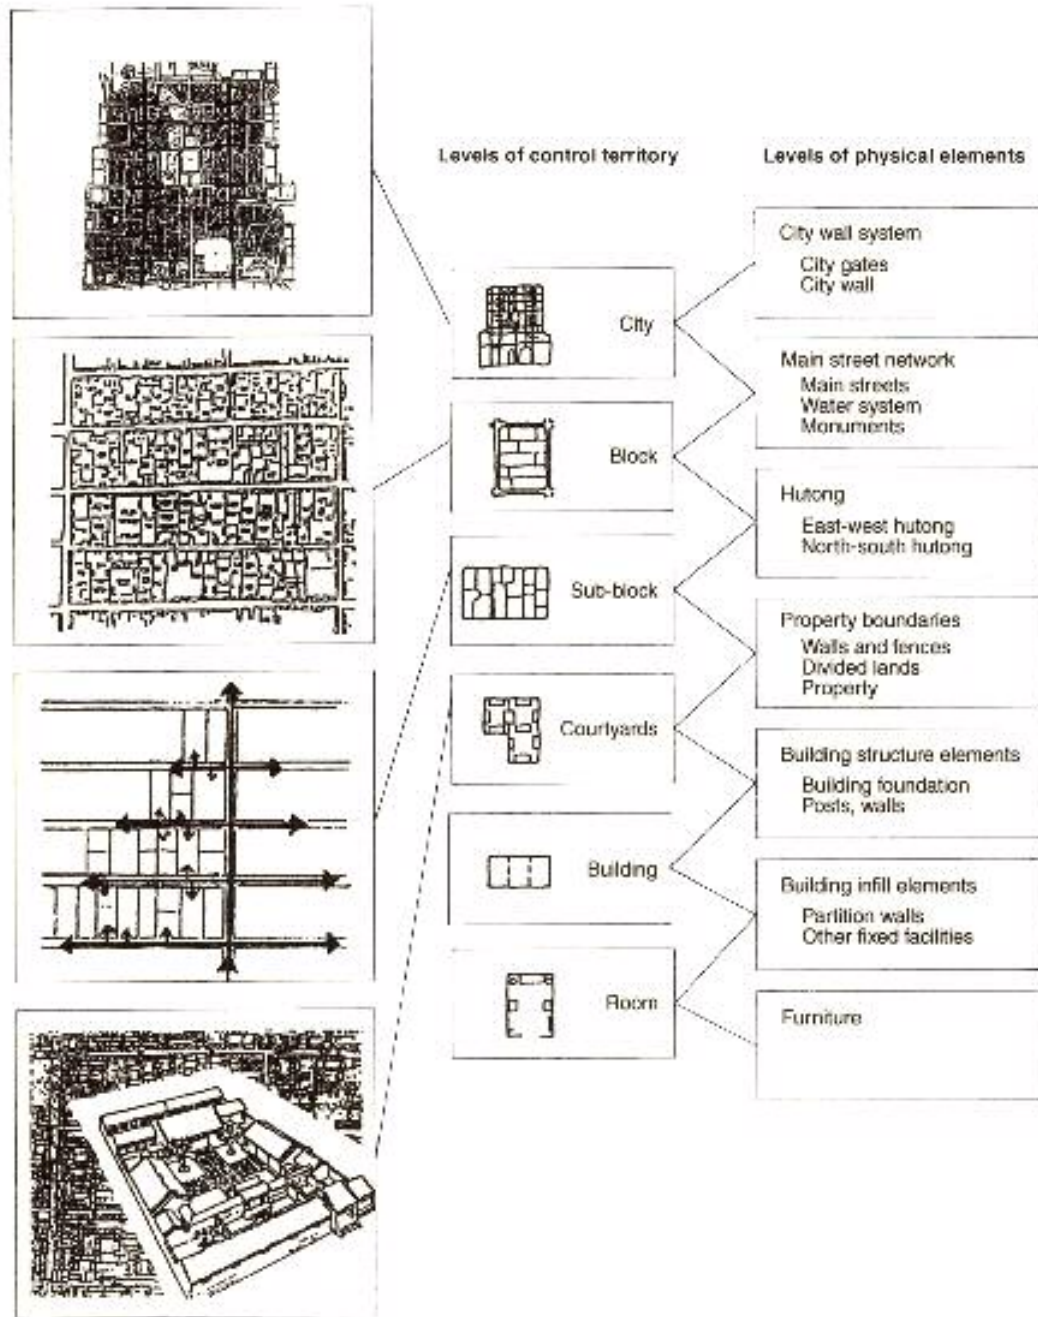 Levels of control territory
Levels of physical elements
City
Block
Sub-block
Courtyards
Building
Room
City wall system
City gates
City wall
Main street network
Main streets
Water system
Monuments
Hutong
East-west hutong
North-south hutong
Property boundaries
Walls and fences
Divided lands
Property
Building structure elements
Building foundation
Posts, walls
Building infill elements
Partition walls
Other fixed facilities
Furniture